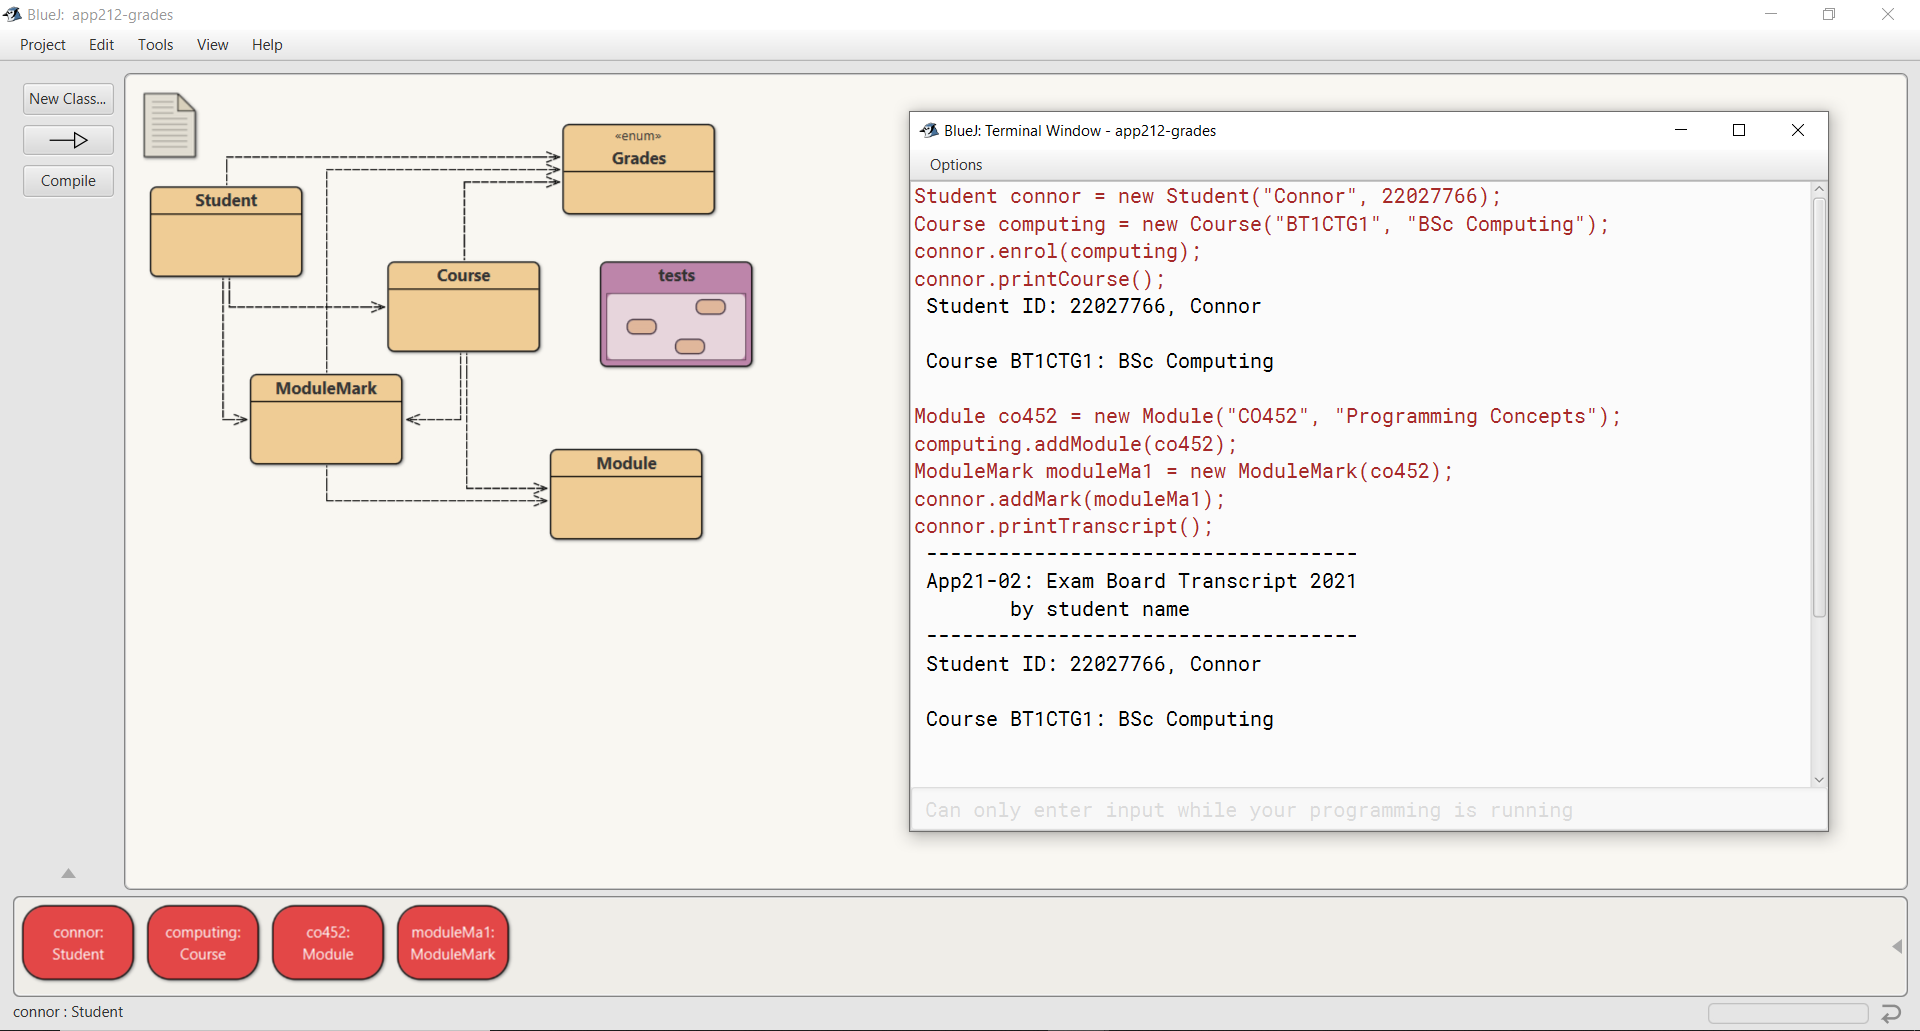 BlueJ: app212-grades
Project Edit Tools View Help
New Class...
Compile
«enum»
Grades
Student
Course
tests
ModuleMark
Module
BlueJ: Terminal Window - app212-grades
Options
Student connor = new Student("Connor", 22027766);
Course computing = new Course("BT1CTG1", "BSc Computing");
connor.enrol(computing);
connor.printCourse();
Student ID: 22027766, Connor
Course BT1CTG1: BSc Computing
Module co452 = new Module("CO452", "Programming Concepts");
computing.addModule(co452);
ModuleMark moduleMa1 = new ModuleMark(co452);
connor.addMark(moduleMa1);
connor.printTranscript();
------------------------------------
App21-02: Exam Board Transcript 2021
by student name
------------------------------------
Student ID: 22027766, Connor
Course BT1CTG1: BSc Computing
Can only enter input while your programming is running
connor:
Student
computing:
Course
co452:
Module
moduleMa1:
ModuleMark
connor : Student